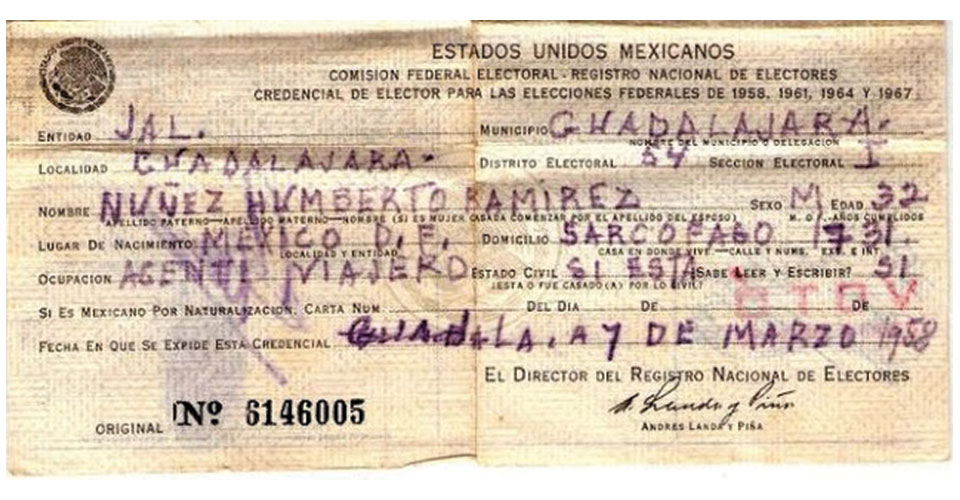 ESTADOS UNIDOS MEXICANOS
COMISION FEDERAL ELECTORAL - REGISTRO NACIONAL DE ELECTORES
CREDENCIAL DE ELECTOR PARA LAS ELECCIONES FEDERALES DE 1958, 1961, 1964 Y 1967
ENTIDAD JAL. MUNICIPIO GUADALAJARA.
NOMBRE DEL MUNICIPIO O DELEGACION
LOCALIDAD GUADALAJARA. DISTRITO ELECTORAL SECCION ELECTORAL I
NOMBRE NUÑEZ HUMBERTO RAMIREZ SEXO M EDAD 32
APELLIDO PATERNO-APELLIDO MATERNO-NOMBRE (SI ES MUJER CASADA COMENZAR POR EL APELLIDO DEL ESPOSO) M. O F. AÑOS CUMPLIDOS
LUGAR DE NACIMIENTO MEXICO D.F. DOMICILIO SARCOFAGO 1731.
LOCALIDAD Y ENTIDAD CASA EN DONDE VIVE-CALLE Y NUMS. EXT. E INT.
OCUPACION AGENTE VIAJERO ESTADO CIVIL SI ESTA SABE LEER Y ESCRIBIR? SI
(ESTA O FUE CASADO(A) POR LO CIVIL?)
SI ES MEXICANO POR NATURALIZACION, CARTA NUM. DEL DIA DE DE
VOTO
FECHA EN QUE SE EXPIDE ESTA CREDENCIAL GUADALA. A 7 DE MARZO 1958
EL DIRECTOR DEL REGISTRO NACIONAL DE ELECTORES
A. Landa y Piña
ANDRES LANDA Y PIÑA
ORIGINAL Nº 6146005